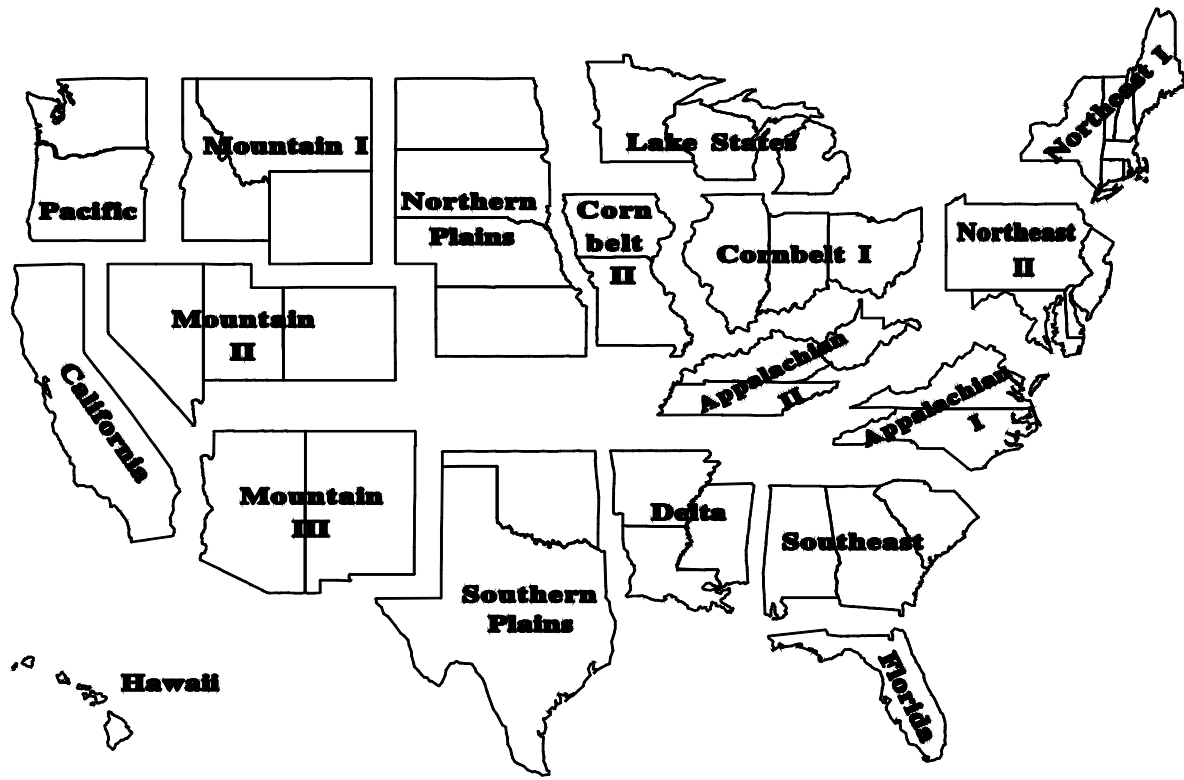 Northeast I
Mountain I
Lake States
Pacific
Northern
Plains
Corn
belt
II
Cornbelt I
Northeast
II
Mountain
II
California
Appalachian
II
Appalachian
I
Mountain
III
Delta
Southeast
Southern
Plains
Hawaii
Florida